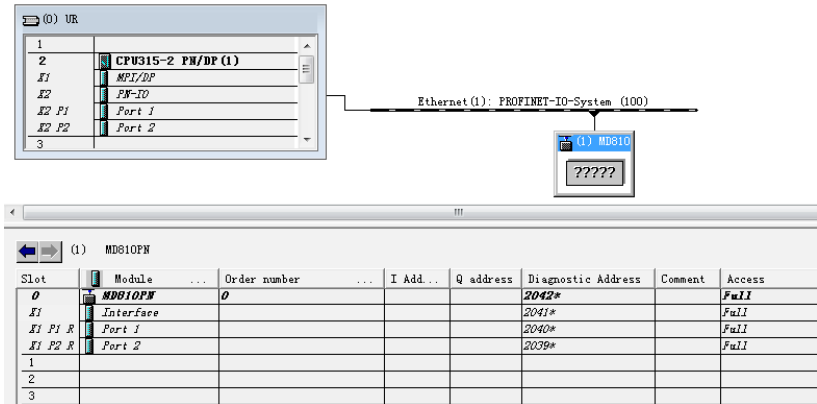 (0) UR
1
2 CPU315-2 PN/DP(1)
X1 MPI/DP
X2 PN-IO
X2 P1 Port 1
X2 P2 Port 2
3
Ethernet(1): PROFINET-IO-System (100)
(1) MD810
?????
(1) MD810PN
Slot Module ... Order number ... I Add... Q address Diagnostic Address Comment Access
0 MD810PN 0 2042* Full
X1 Interface 2041* Full
X1 P1 R Port 1 2040* Full
X1 P2 R Port 2 2039* Full
1
2
3